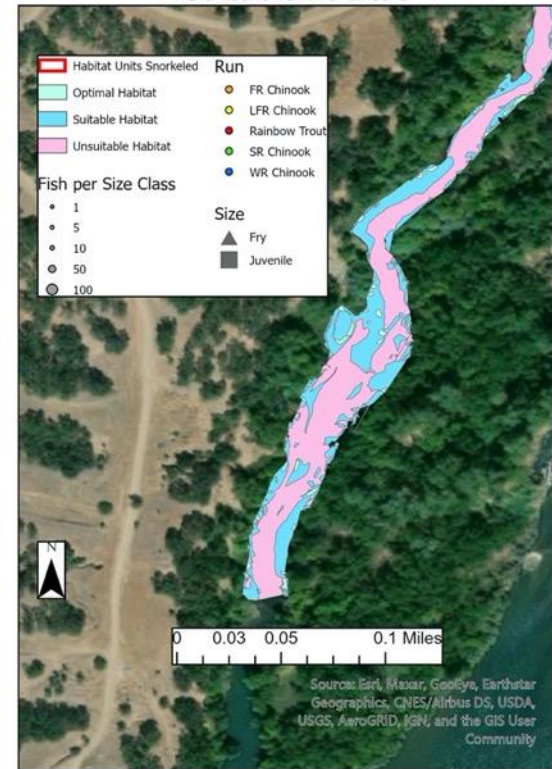 Habitat Units Snorkeled
Optimal Habitat
Suitable Habitat
Unsuitable Habitat
Fish per Size Class
1
5
10
50
100
Run
FR Chinook
LFR Chinook
Rainbow Trout
SR Chinook
WR Chinook
Size
Fry
Juvenile
N
0 0.03 0.05 0.1 Miles
Source: Esri, Maxar, GeoEye, Earthstar
Geographics, CNES/Airbus DS, USDA,
USGS, AeroGRID, IGN, and the GIS User
Community